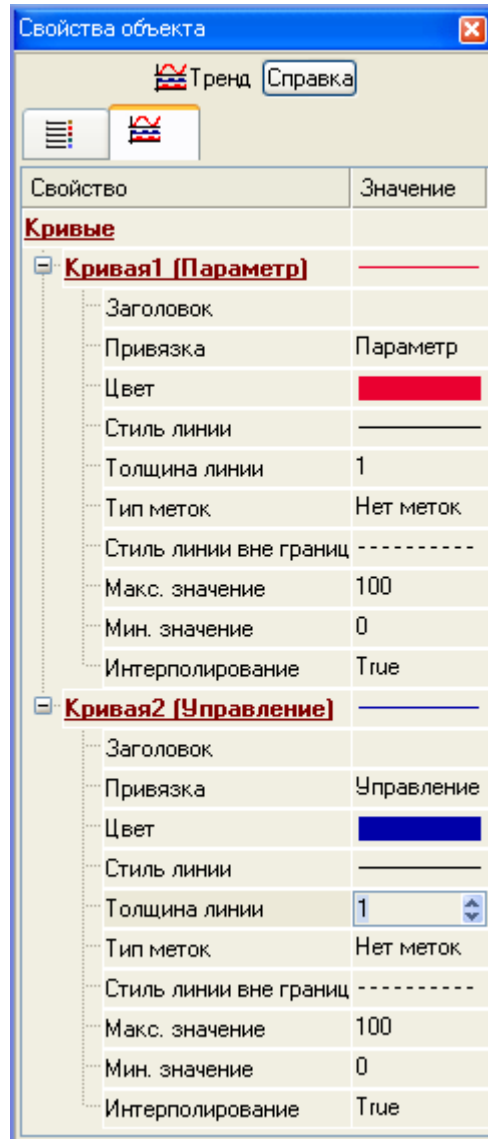 Свойства объекта
Тренд Справка
Свойство Значение
Кривые
Кривая1 (Параметр)
Заголовок
Привязка Параметр
Цвет
Стиль линии
Толщина линии 1
Тип меток Нет меток
Стиль линии вне границ
Макс. значение 100
Мин. значение 0
Интерполирование True
Кривая2 (Управление)
Заголовок
Привязка Управление
Цвет
Стиль линии
Толщина линии 1
Тип меток Нет меток
Стиль линии вне границ
Макс. значение 100
Мин. значение 0
Интерполирование True